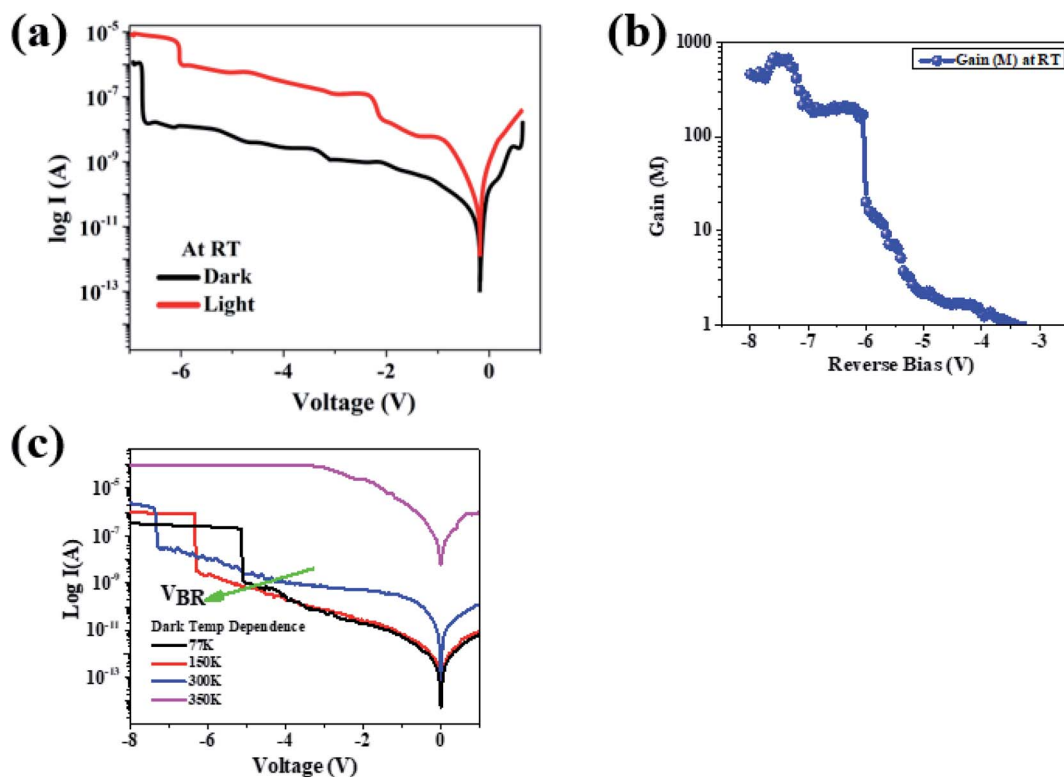 (a)
10^-5
10^-7
10^-9
10^-11
10^-13
log I (A)
At RT
Dark
Light
-6
-4
-2
0
Voltage (V)
(b)
1000
100
10
1
Gain (M)
Gain (M) at RT
-8
-7
-6
-5
-4
-3
Reverse Bias (V)
(c)
10^-5
10^-7
10^-9
10^-11
10^-13
Log I(A)
V_BR
Dark Temp Dependence
77K
150K
300K
350K
-8
-6
-4
-2
0
Voltage (V)